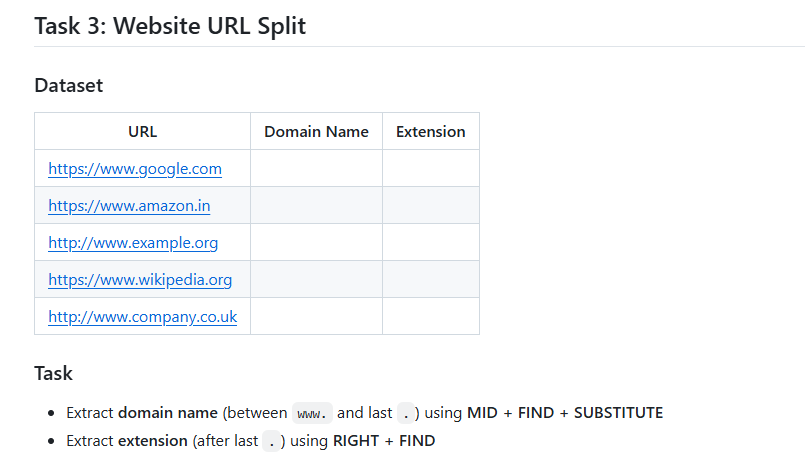 Task 3: Website URL Split
Dataset
URL Domain Name Extension
https://www.google.com
https://www.amazon.in
http://www.example.org
https://www.wikipedia.org
http://www.company.co.uk
Task
• Extract domain name (between www. and last . ) using MID + FIND + SUBSTITUTE
• Extract extension (after last . ) using RIGHT + FIND